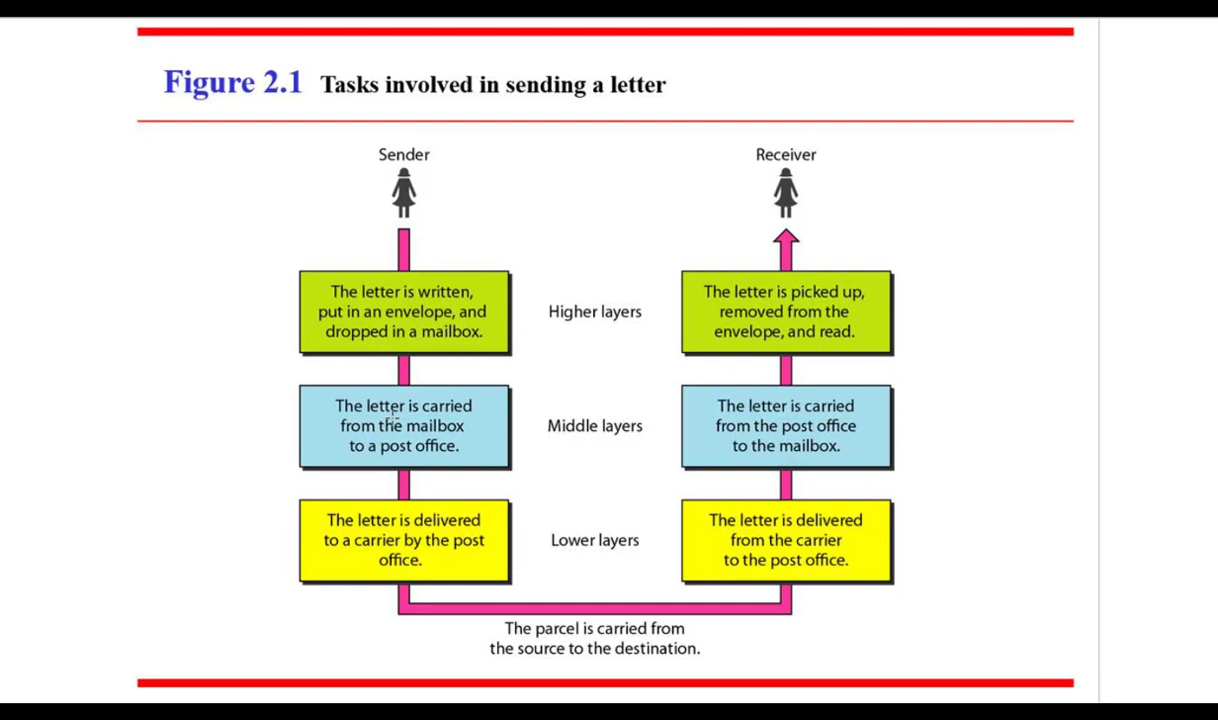 Figure 2.1 Tasks involved in sending a letter
Sender
Receiver
The letter is written,
put in an envelope, and
dropped in a mailbox.
Higher layers
The letter is picked up,
removed from the
envelope, and read.
The letter is carried
from the mailbox
to a post office.
Middle layers
The letter is carried
from the post office
to the mailbox.
The letter is delivered
to a carrier by the post
office.
Lower layers
The letter is delivered
from the carrier
to the post office.
The parcel is carried from
the source to the destination.